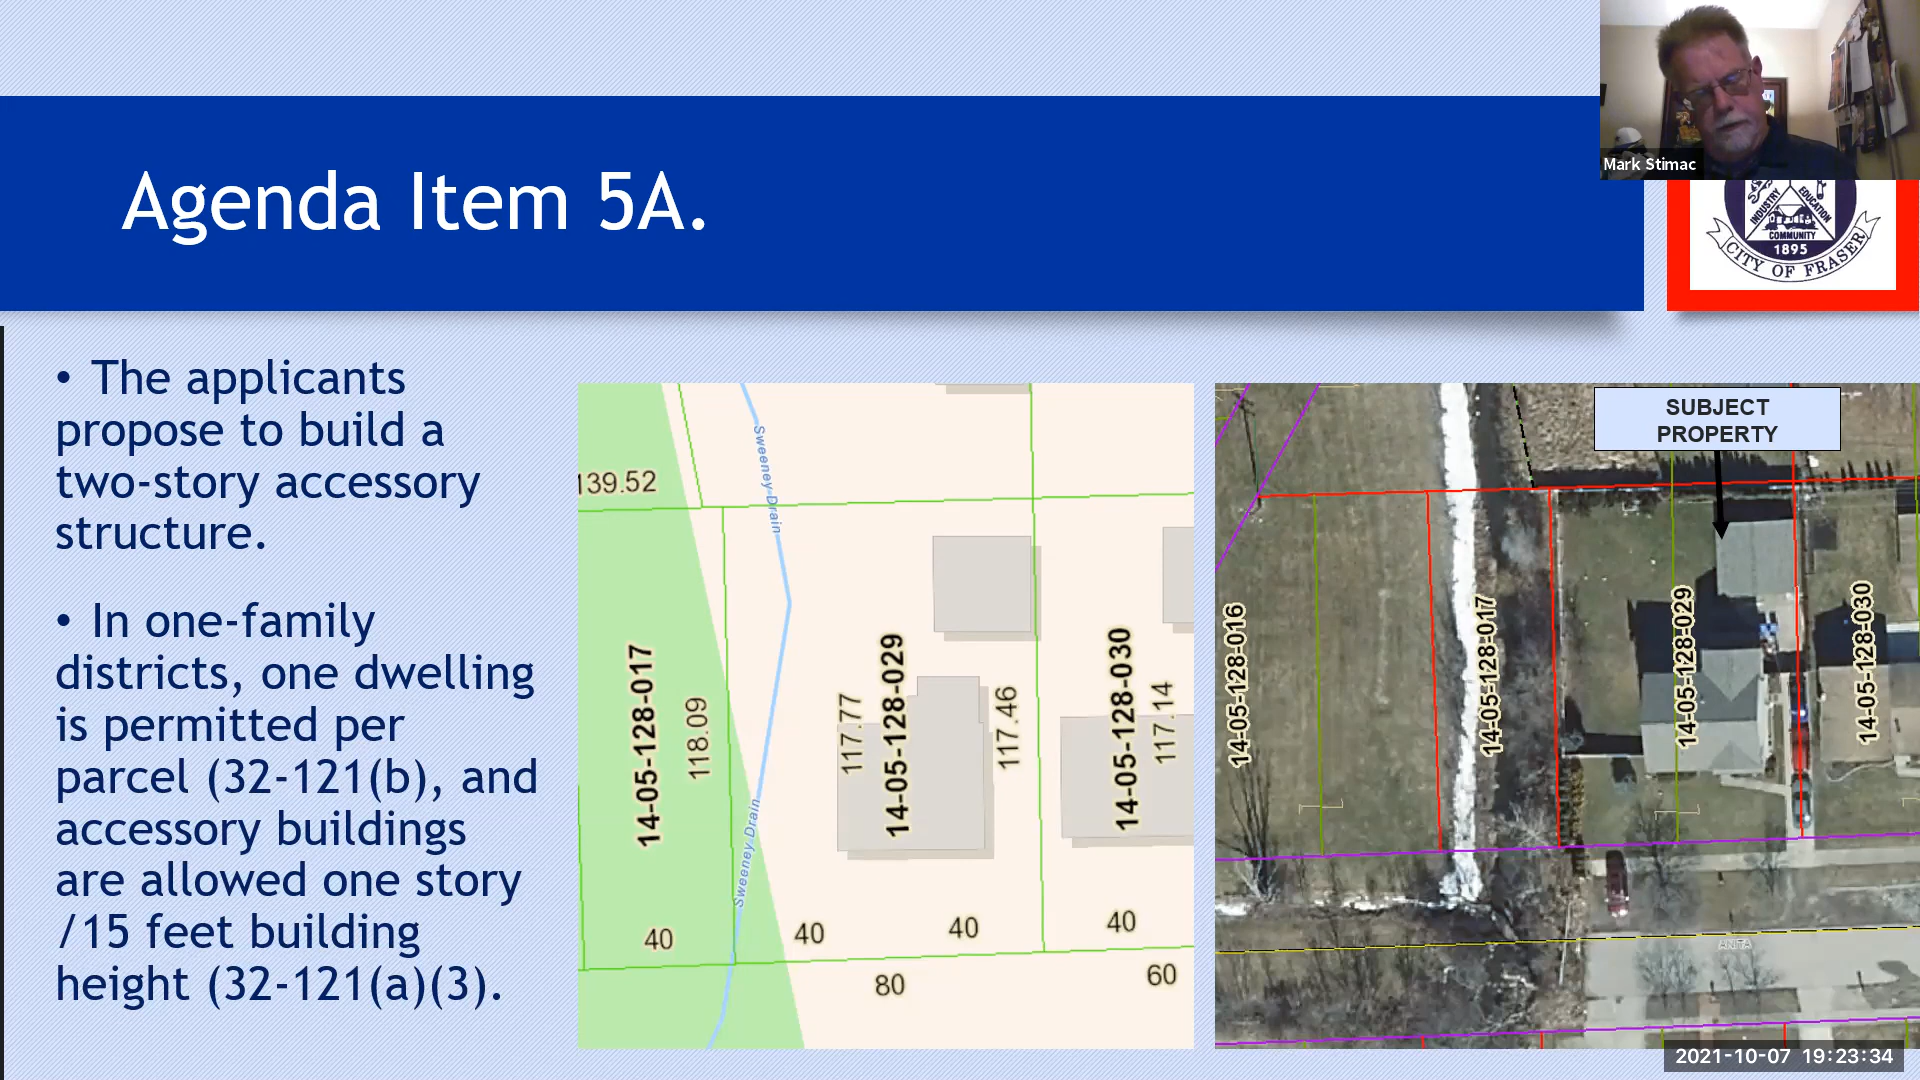 Mark Stimac
Agenda Item 5A.
INDUSTRY
EDUCATION
COMMUNITY
1895
CITY OF FRASER
• The applicants
propose to build a
two-story accessory
structure.
• In one-family
districts, one dwelling
is permitted per
parcel (32-121(b), and
accessory buildings
are allowed one story
/15 feet building
height (32-121(a)(3).
139.52
Sweeney Drain
14-05-128-017
118.09
Sweeney Drain
117.77
14-05-128-029
117.46
14-05-128-030
117.14
40
40
40
40
80
60
SUBJECT
PROPERTY
14-05-128-016
14-05-128-017
14-05-128-029
14-05-128-030
ANITA
2021-10-07 19:23:34